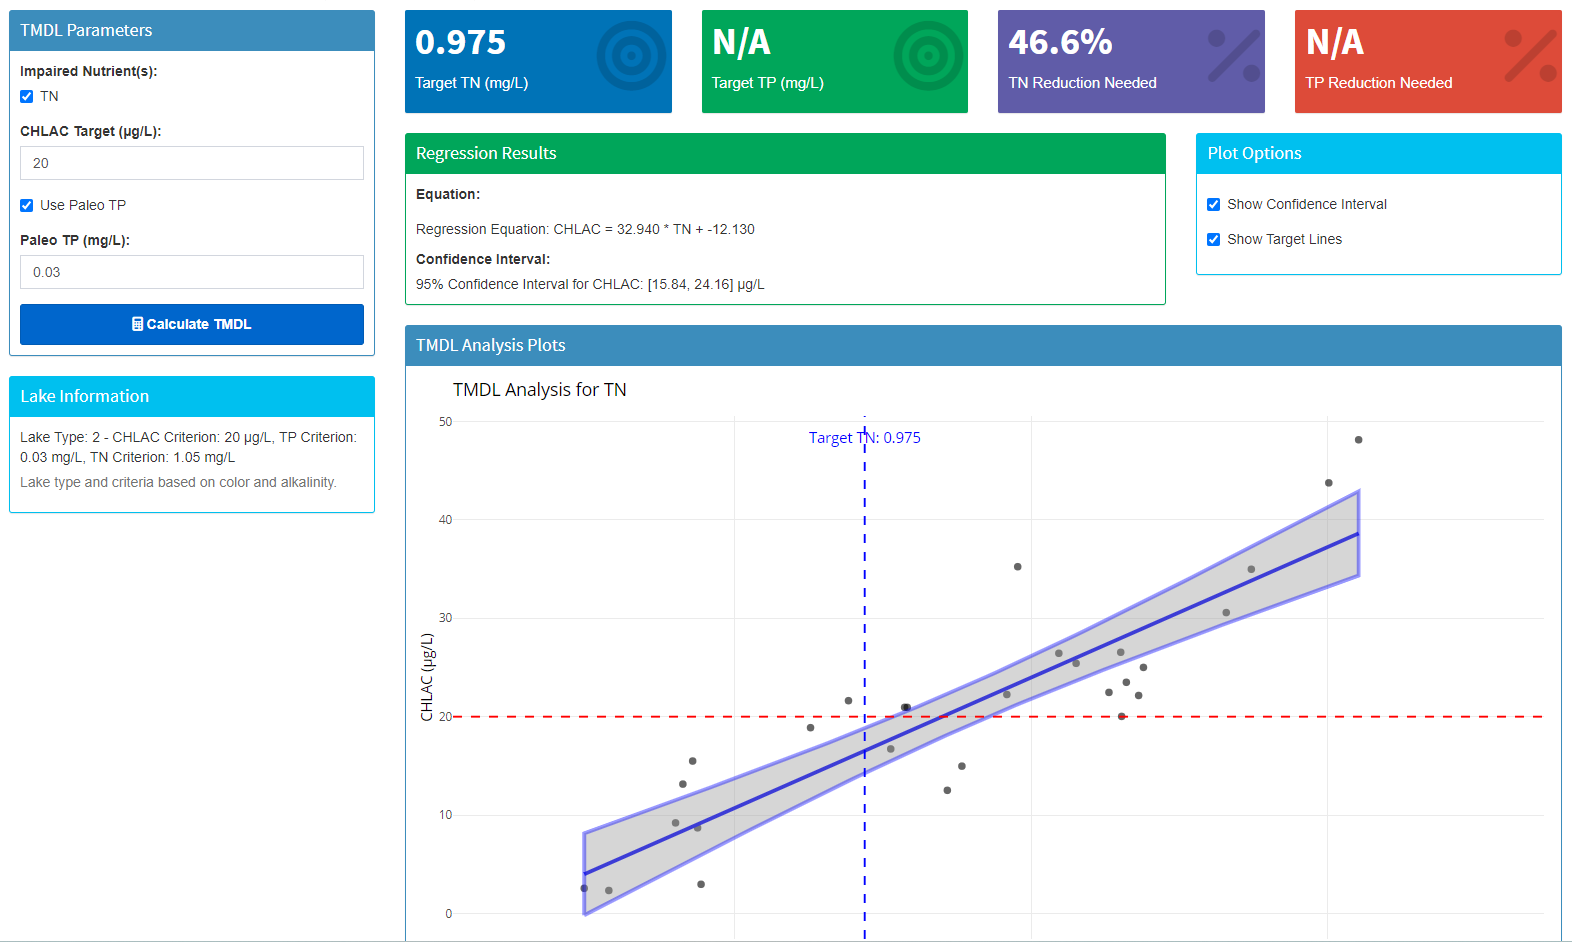 TMDL Parameters
Impaired Nutrient(s):
TN
CHLAC Target (µg/L):
20
Use Paleo TP
Paleo TP (mg/L):
0.03
Calculate TMDL
Lake Information
Lake Type: 2 - CHLAC Criterion: 20 µg/L, TP Criterion:
0.03 mg/L, TN Criterion: 1.05 mg/L
Lake type and criteria based on color and alkalinity.
0.975
Target TN (mg/L)
N/A
Target TP (mg/L)
46.6%
TN Reduction Needed
N/A
TP Reduction Needed
Regression Results
Equation:
Regression Equation: CHLAC = 32.940 * TN + -12.130
Confidence Interval:
95% Confidence Interval for CHLAC: [15.84, 24.16] µg/L
Plot Options
Show Confidence Interval
Show Target Lines
TMDL Analysis Plots
TMDL Analysis for TN
Target TN: 0.975
CHLAC (µg/L)
50
40
30
20
10
0